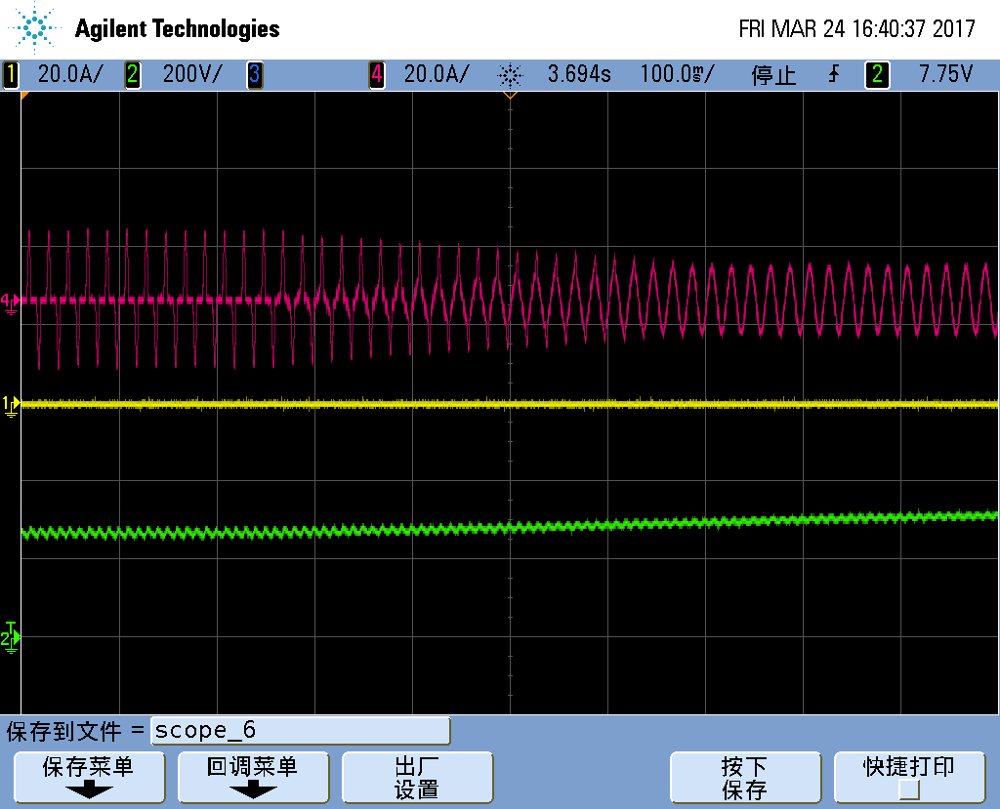 Agilent Technologies FRI MAR 24 16:40:37 2017
1 20.0A/ 2 200V/ 3 4 20.0A/ 3.694s 100.0ms/ 停止 2 7.75V
4
1
T
2
保存到文件 = scope_6
保存菜单 回调菜单 出厂设置 按下保存 快捷打印